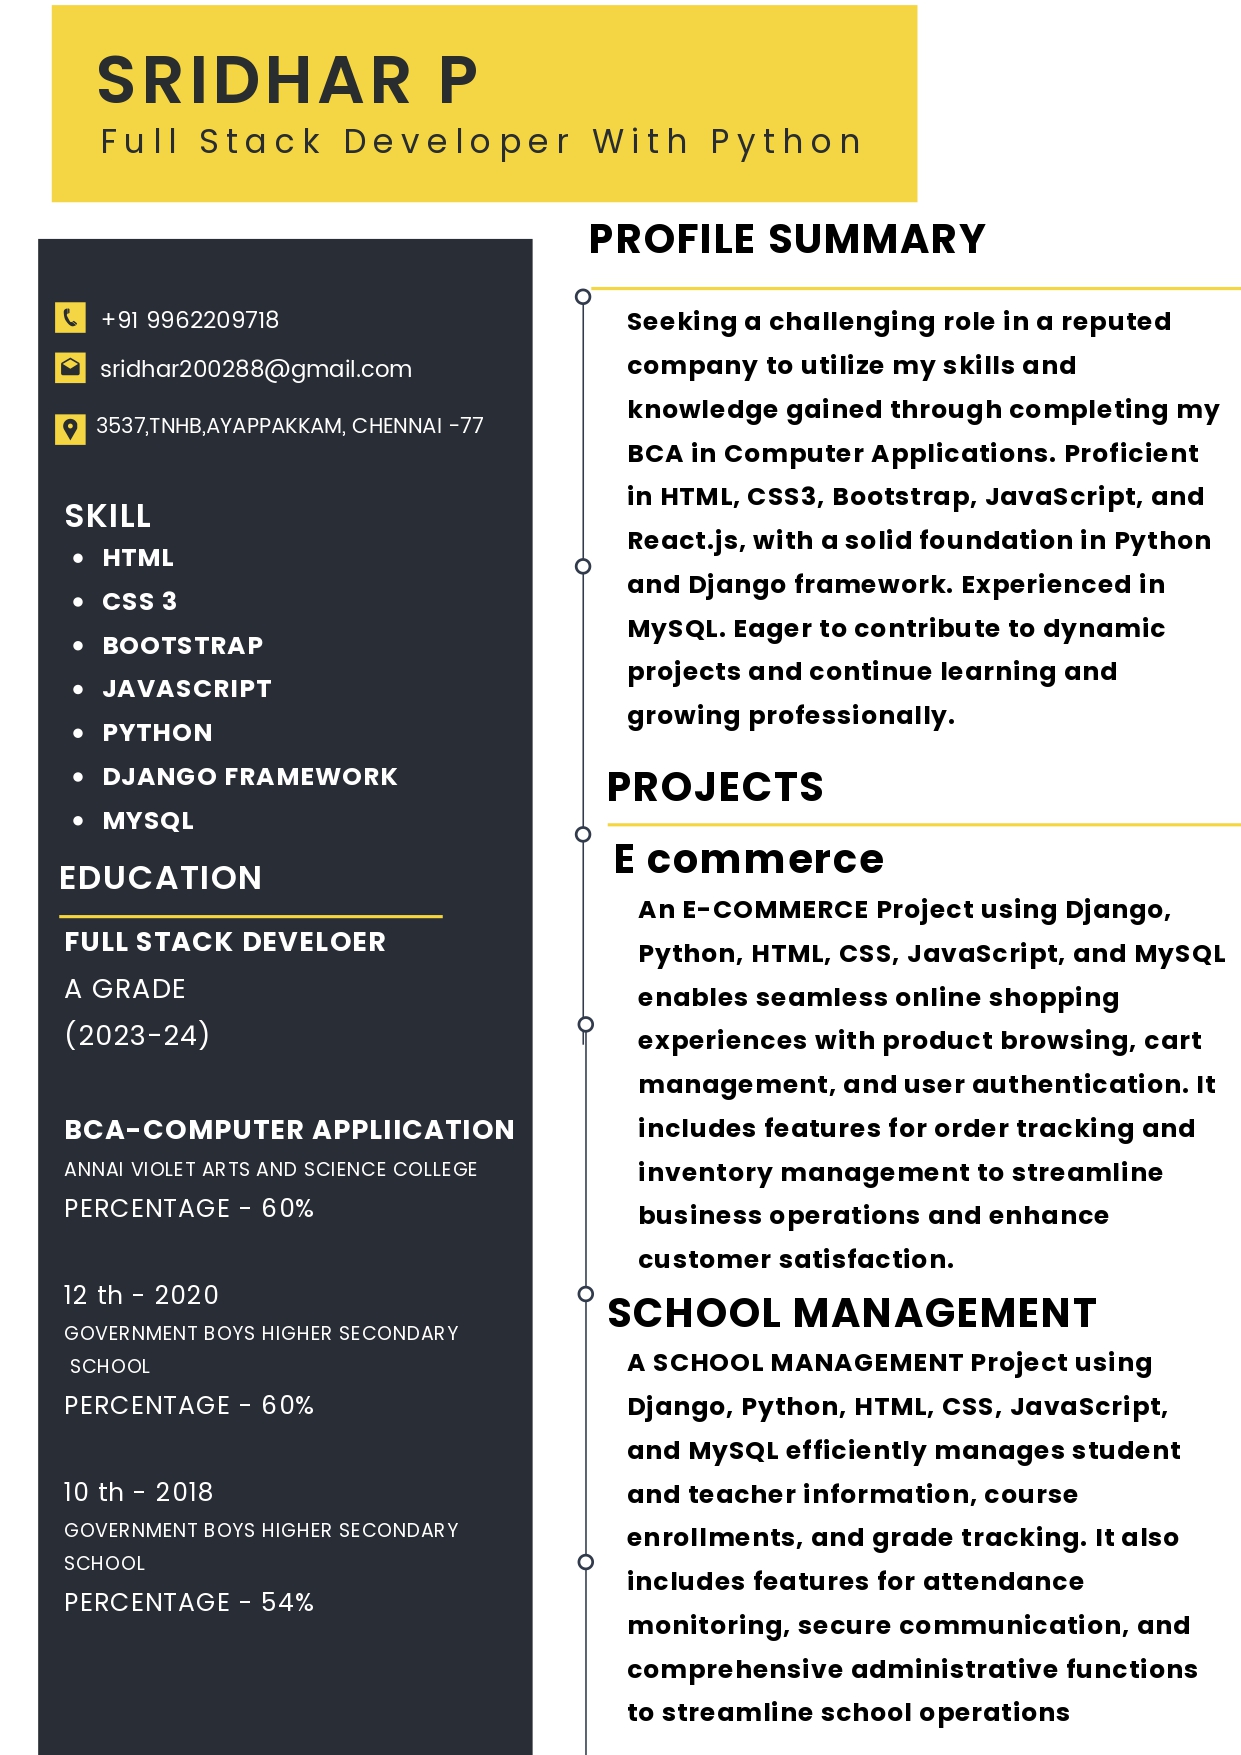 SRIDHAR P
Full Stack Developer With Python
+91 9962209718
sridhar200288@gmail.com
3537,TNHB,AYAPPAKKAM, CHENNAI -77
SKILL
• HTML
• CSS 3
• BOOTSTRAP
• JAVASCRIPT
• PYTHON
• DJANGO FRAMEWORK
• MYSQL
EDUCATION
FULL STACK DEVELOER
A GRADE
(2023-24)
BCA-COMPUTER APPLIICATION
ANNAI VIOLET ARTS AND SCIENCE COLLEGE
PERCENTAGE - 60%
12 th - 2020
GOVERNMENT BOYS HIGHER SECONDARY
SCHOOL
PERCENTAGE - 60%
10 th - 2018
GOVERNMENT BOYS HIGHER SECONDARY
SCHOOL
PERCENTAGE - 54%
PROFILE SUMMARY
Seeking a challenging role in a reputed
company to utilize my skills and
knowledge gained through completing my
BCA in Computer Applications. Proficient
in HTML, CSS3, Bootstrap, JavaScript, and
React.js, with a solid foundation in Python
and Django framework. Experienced in
MySQL. Eager to contribute to dynamic
projects and continue learning and
growing professionally.
PROJECTS
E commerce
An E-COMMERCE Project using Django,
Python, HTML, CSS, JavaScript, and MySQL
enables seamless online shopping
experiences with product browsing, cart
management, and user authentication. It
includes features for order tracking and
inventory management to streamline
business operations and enhance
customer satisfaction.
SCHOOL MANAGEMENT
A SCHOOL MANAGEMENT Project using
Django, Python, HTML, CSS, JavaScript,
and MySQL efficiently manages student
and teacher information, course
enrollments, and grade tracking. It also
includes features for attendance
monitoring, secure communication, and
comprehensive administrative functions
to streamline school operations